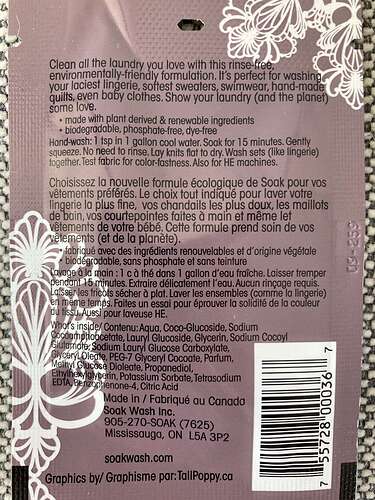 Clean all the laundry you love with this rinse-free,
environmentally-friendly formulation. It's perfect for washing
your laciest lingerie, softest sweaters, swimwear, hand-made
quilts, even baby clothes. Show your laundry (and the planet)
some love.
• made with plant derived & renewable ingredients
• biodegradable, phosphate-free, dye-free
Hand-wash: 1 tsp in 1 gallon cool water. Soak for 15 minutes. Gently
squeeze. No need to rinse. Lay knits flat to dry. Wash sets (like lingerie)
together. Test fabric for color-fastness. Also for HE machines.
Choisissez la nouvelle formule écologique de Soak pour vos
vêtements préférés. Le choix tout indiqué pour laver votre
lingerie la plus fine, vos chandails les plus doux, les maillots
de bain, vos courtepointes faites à main et même let
vêtements de votre bébé. Cette formule prend soin de vos
vêtements (et de la planète).
fabriqué avec des ingrédients renouvelables et d'origine végétale
biodégradable, sans phosphate et sans teinture
Lavage à la main : 1 c à thé dans 1 gallon d'eau fraîche. Laisser tremper
pendant 15 minutes. Extraire délicatement l'eau. Aucun rinçage requis.
Laisser les tricots sécher à plat. Laver les ensembles (comme la lingerie)
en même temps. Faites un essai pour éprouver la solidité de la couleur
du tissu. Aussi pour laveuse HE.
What's inside/ Contenu: Aqua, Coco-Glucoside, Sodium
Cocoamphoacetate, Lauryl Glucoside, Glycerin, Sodium Cocoyl
Glutamate, Sodium Lauryl Glucose Carboxylate,
Glyceryl Oleate, PEG-7 Glyceryl Cocoate, Parfum,
Methyl Glucose Dioleate, Propanediol,
Ethylhexylglycerin, Potassium Sorbate, Tetrasodium
EDTA, Benzophenone-4, Citric Acid
Made in / Fabriqué au Canada
Soak Wash Inc.
905-270-SOAK (7625)
Mississauga, ON L5A 3P2
soakwash.com
Graphics by/ Graphisme par:TallPoppy.ca
7 55728 00036 7